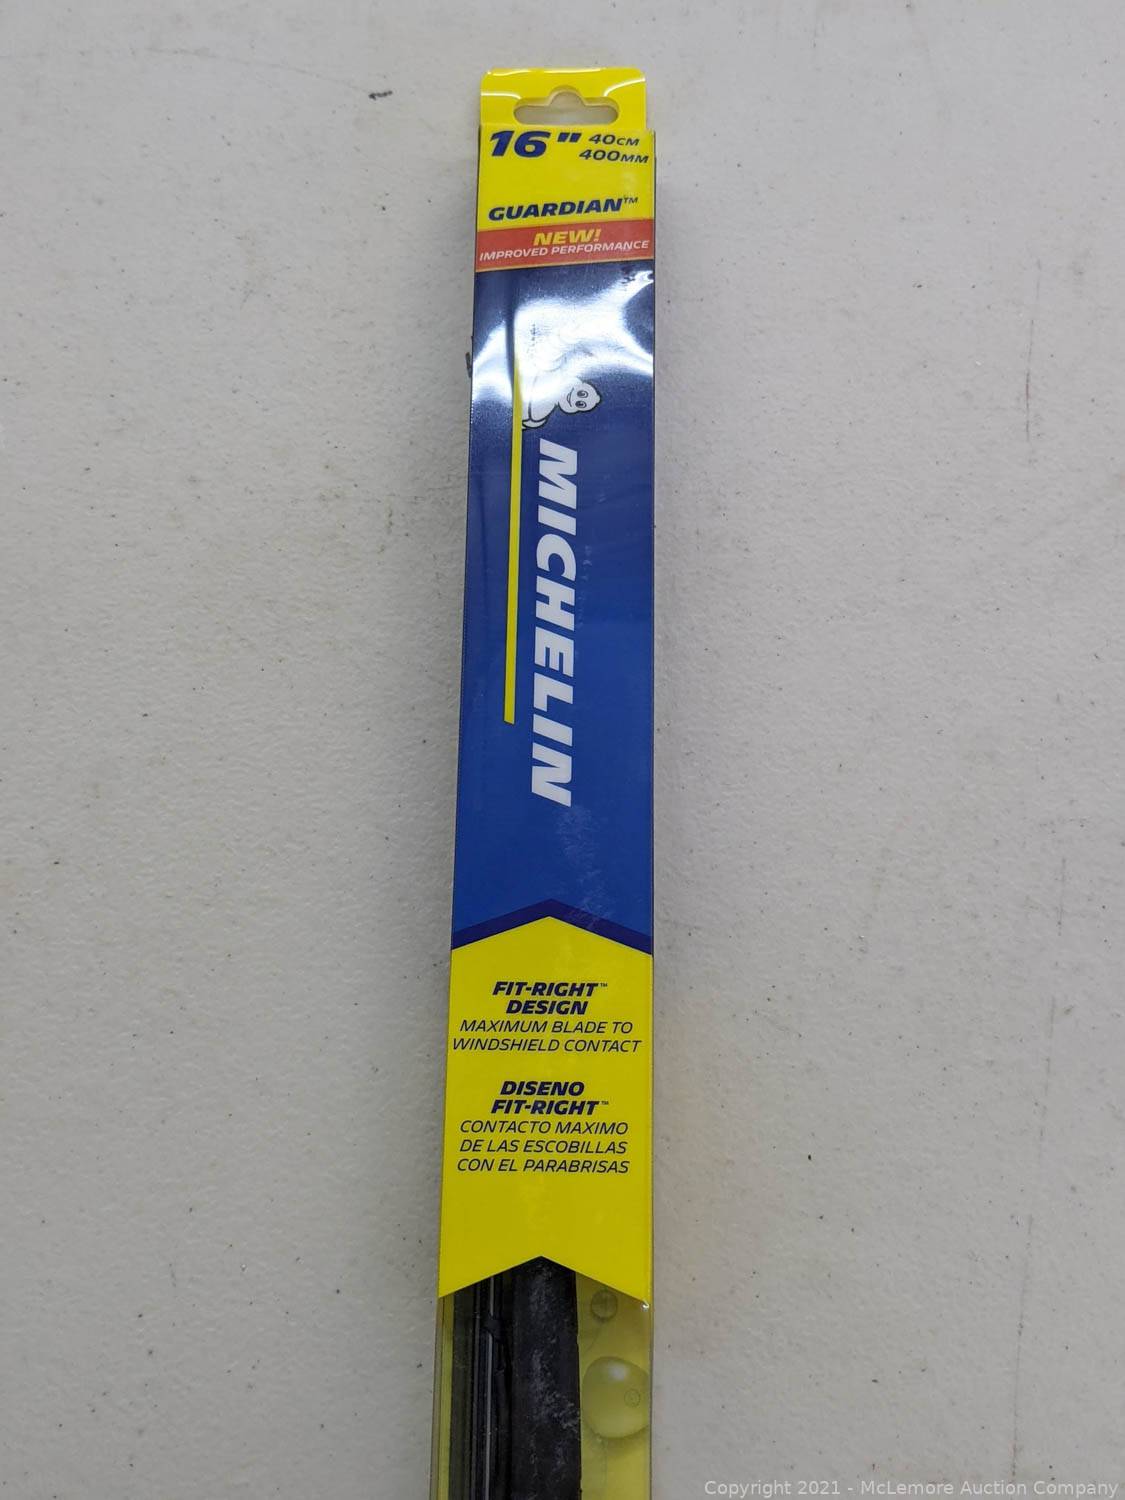 16" 40CM
400MM
GUARDIAN™
NEW!
IMPROVED PERFORMANCE
MICHELIN
FIT-RIGHT™
DESIGN
MAXIMUM BLADE TO
WINDSHIELD CONTACT
DISENO
FIT-RIGHT™
CONTACTO MAXIMO
DE LAS ESCOBILLAS
CON EL PARABRISAS
Copyright 2021 - McLemore Auction Company